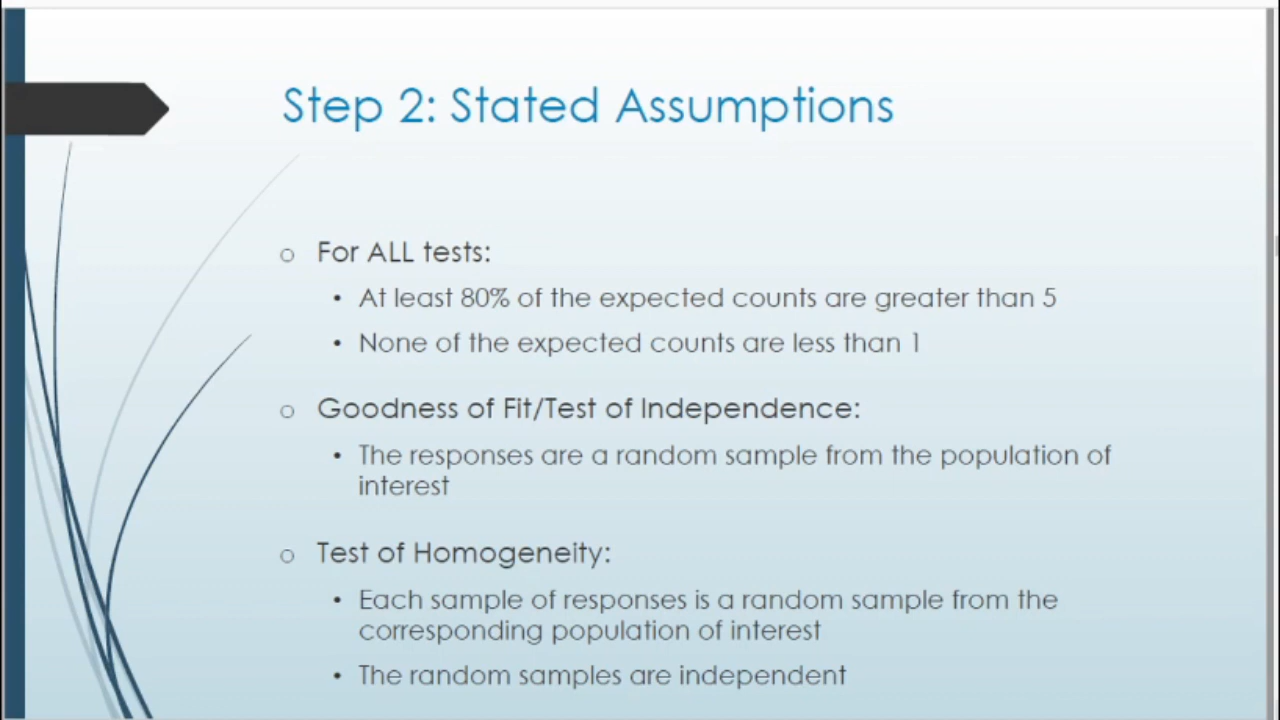 Step 2: Stated Assumptions
o For ALL tests:
• At least 80% of the expected counts are greater than 5
• None of the expected counts are less than 1
o Goodness of Fit/Test of Independence:
• The responses are a random sample from the population of
interest
o Test of Homogeneity:
• Each sample of responses is a random sample from the
corresponding population of interest
• The random samples are independent